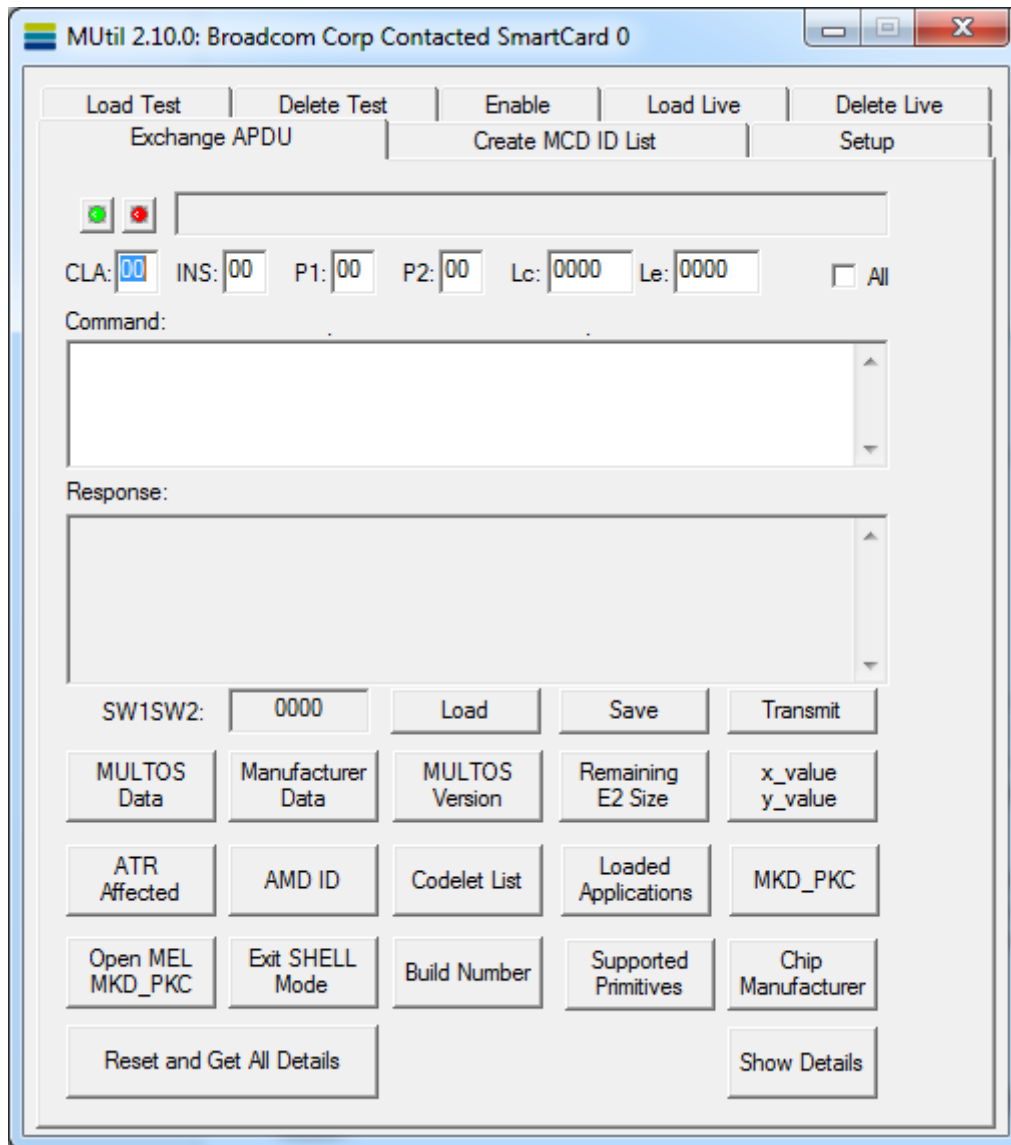 MUtil 2.10.0: Broadcom Corp Contacted SmartCard 0
Load Test Delete Test Enable Load Live Delete Live
Exchange APDU Create MCD ID List Setup
CLA: 00 INS: 00 P1: 00 P2: 00 Lc: 0000 Le: 0000 All
Command:
Response:
SW1SW2: 0000 Load Save Transmit
MULTOS Manufacturer MULTOS Remaining x_value
Data Data Version E2 Size y_value
ATR AMD ID Codelet List Loaded MKD_PKC
Affected Applications
Open MEL Exit SHELL Build Number Supported Chip
MKD_PKC Mode Primitives Manufacturer
Reset and Get All Details Show Details